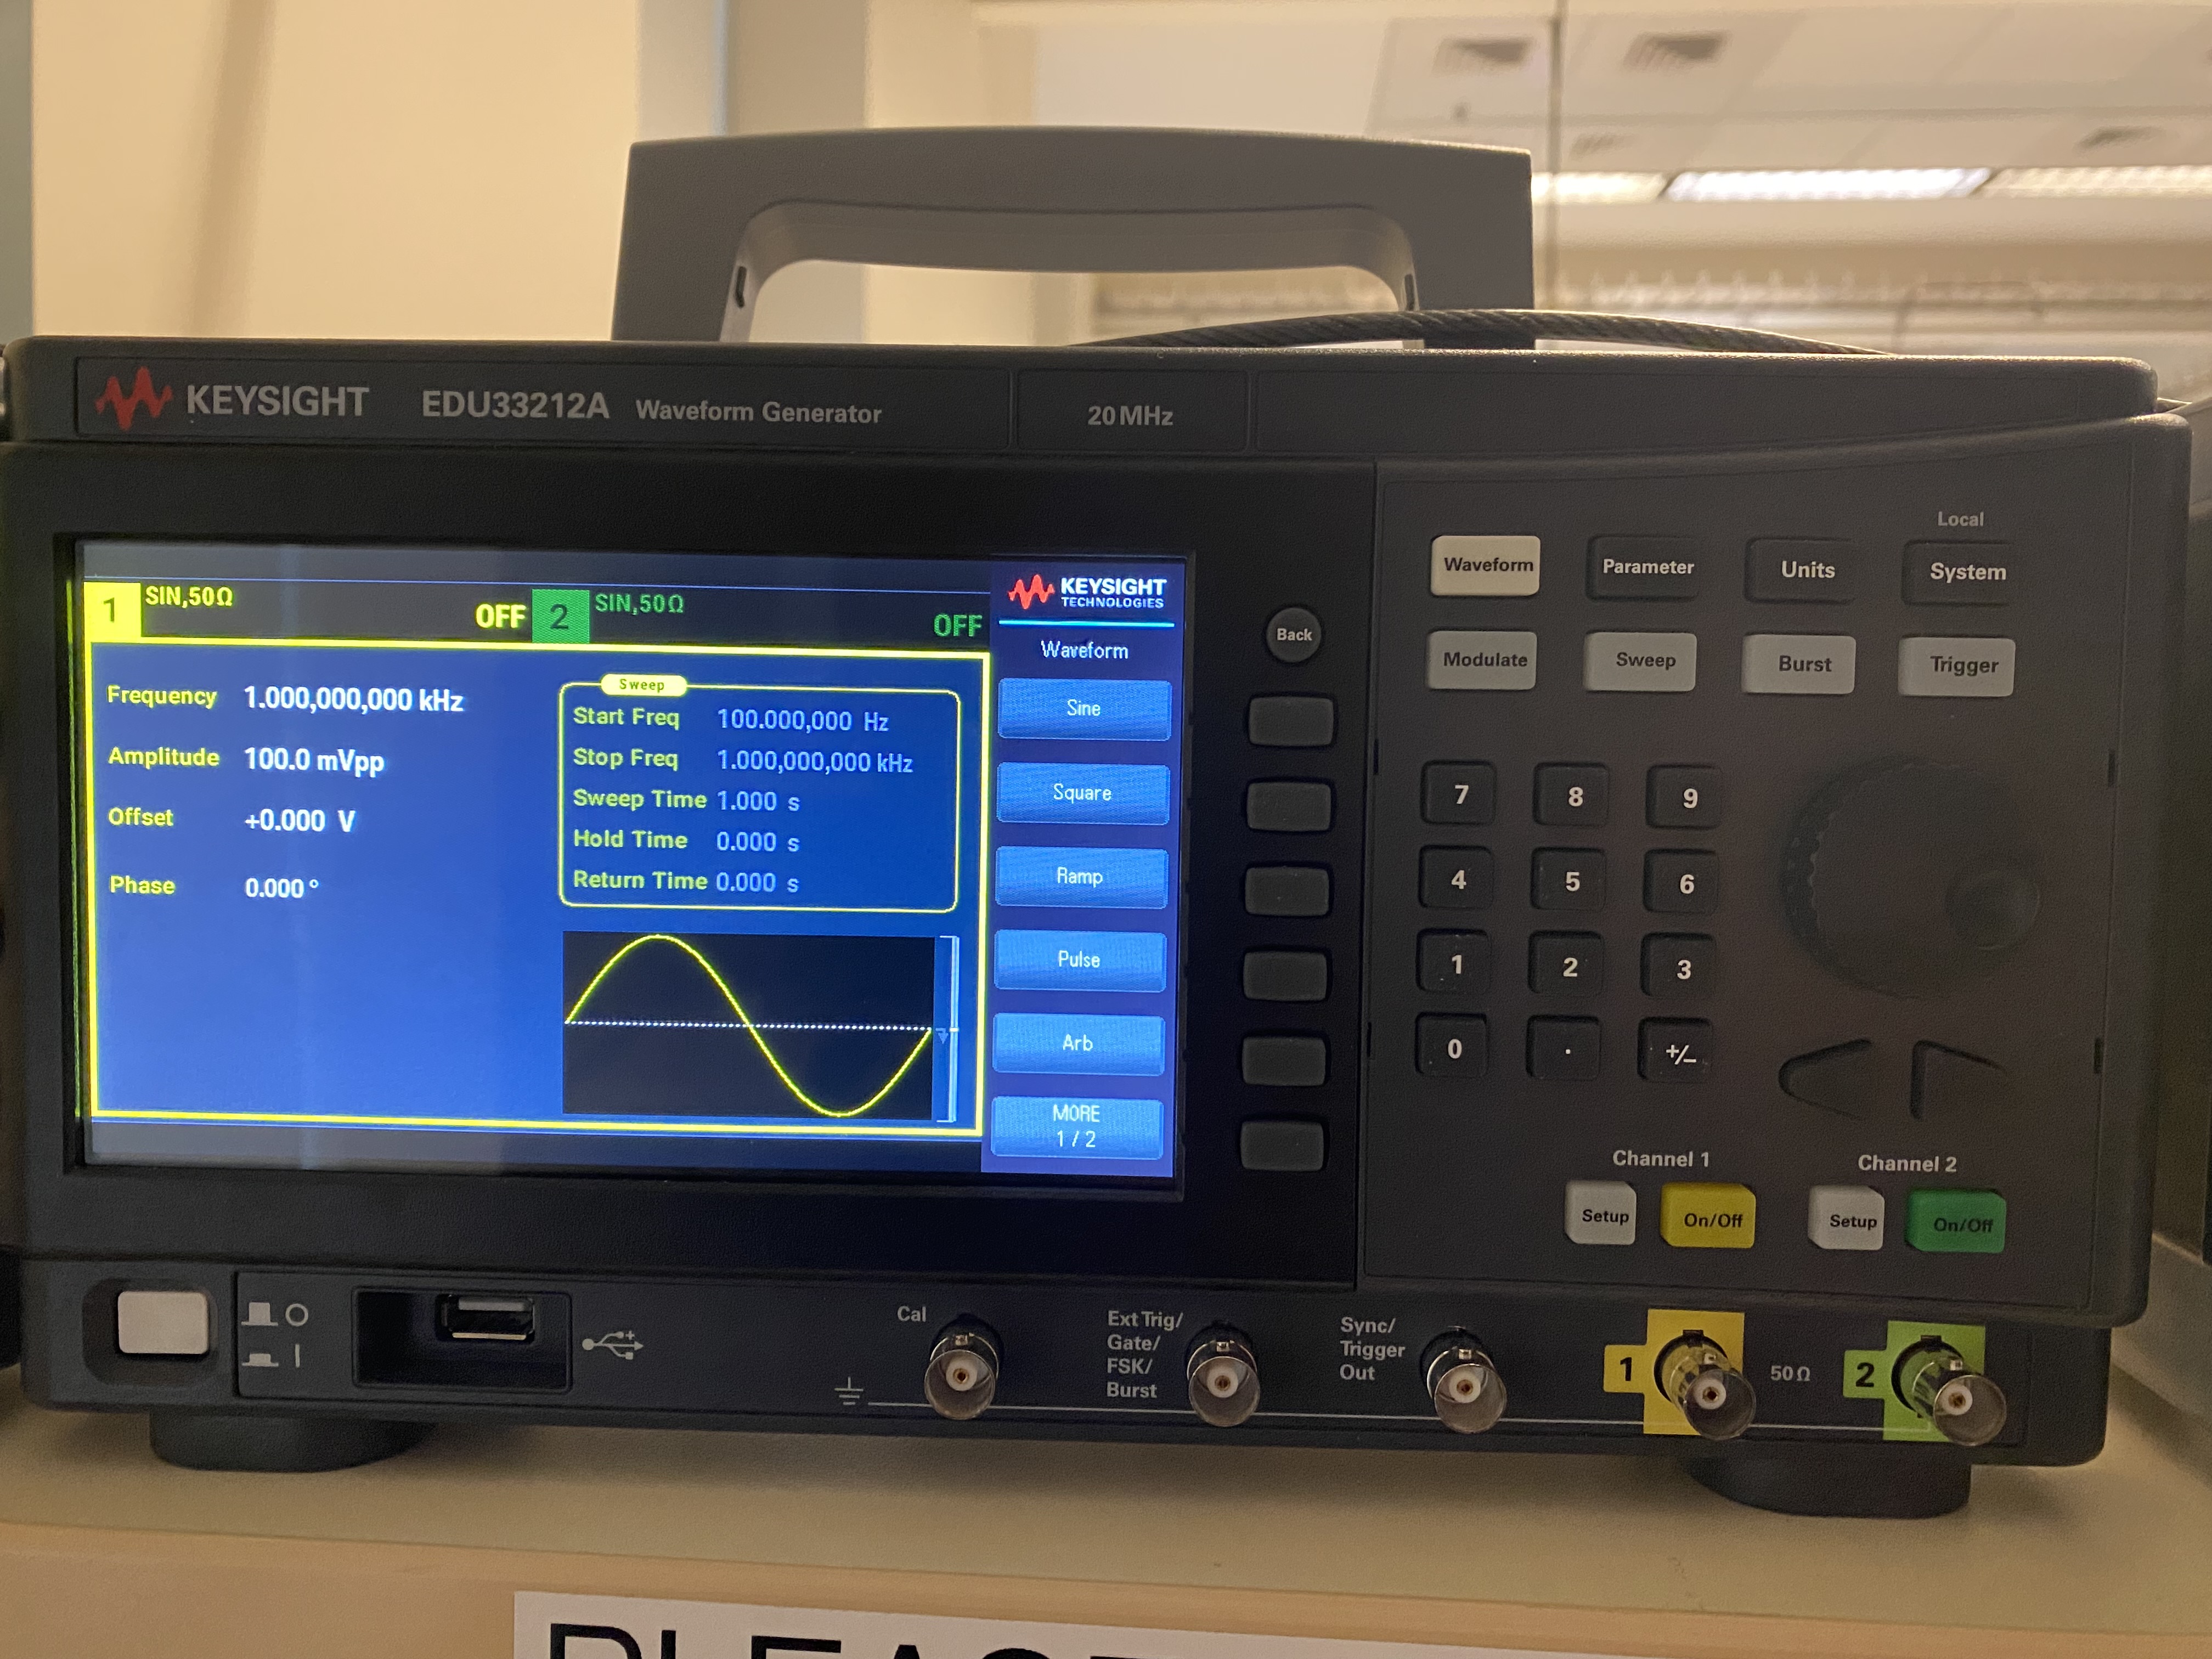 KEYSIGHT EDU33212A Waveform Generator 20 MHz
1 SIN,50Ω OFF 2 SIN,50Ω OFF
Frequency 1.000,000,000 kHz
Amplitude 100.0 mVpp
Offset +0.000 V
Phase 0.000 °
Sweep
Start Freq 100.000,000 Hz
Stop Freq 1.000,000,000 kHz
Sweep Time 1.000 s
Hold Time 0.000 s
Return Time 0.000 s
KEYSIGHT
TECHNOLOGIES
Waveform
Sine
Square
Ramp
Pulse
Arb
MORE
1 / 2
Back
Local
Waveform Parameter Units System
Modulate Sweep Burst Trigger
7 8 9
4 5 6
1 2 3
0 . +/−
Channel 1 Channel 2
Setup On/Off Setup On/Off
Cal
Ext Trig/
Gate/
FSK/
Burst
Sync/
Trigger
Out
1 50 Ω 2